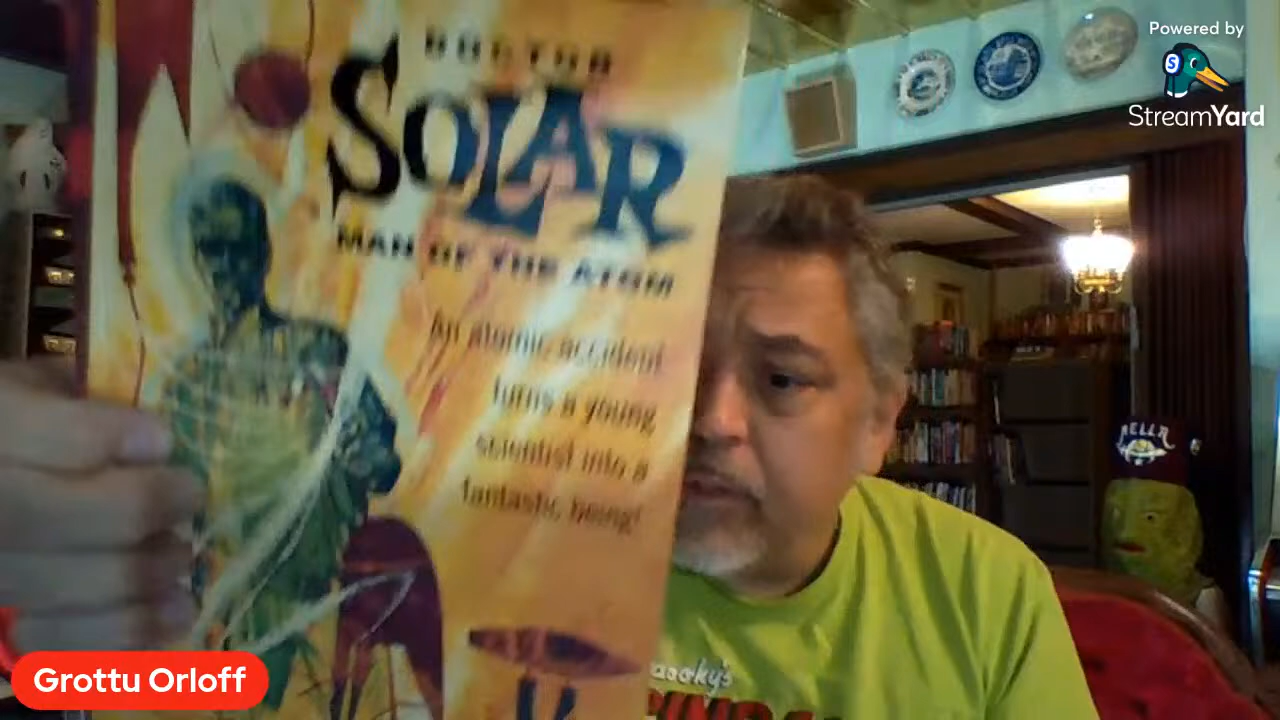 Powered by
StreamYard
DOCTOR
SOLAR
MAN OF THE ATOM
An atomic accident
turns a young
scientist into a
fantastic being!
Grottu Orloff